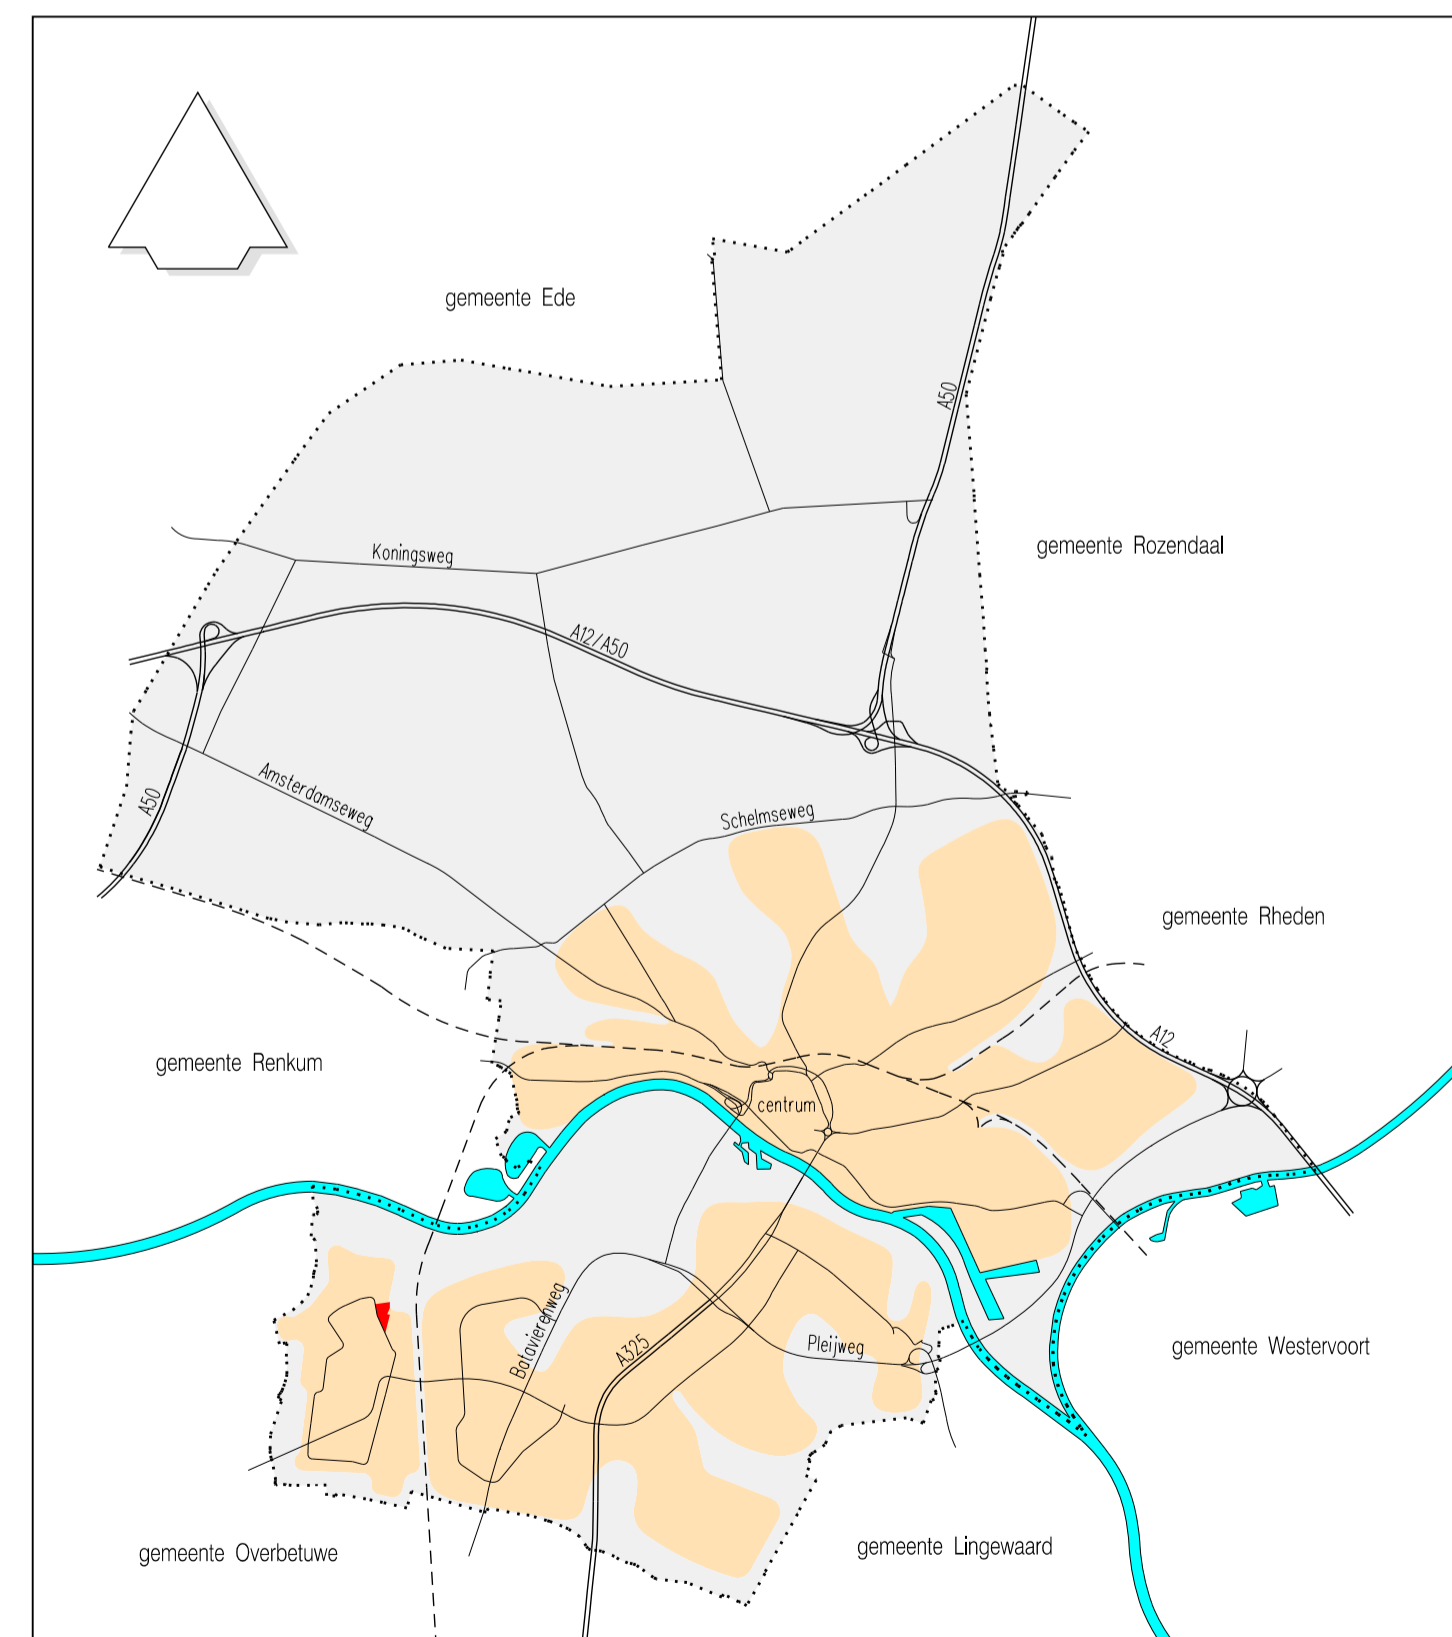 gemeente Ede
A50
gemeente Rozendaal
Koningsweg
A12/A50
Amsterdamseweg
A50
Schelmseweg
gemeente Rheden
A12
gemeente Renkum
centrum
Batavierenweg
A325
Pleijweg
gemeente Westervoort
gemeente Overbetuwe
gemeente Lingewaard